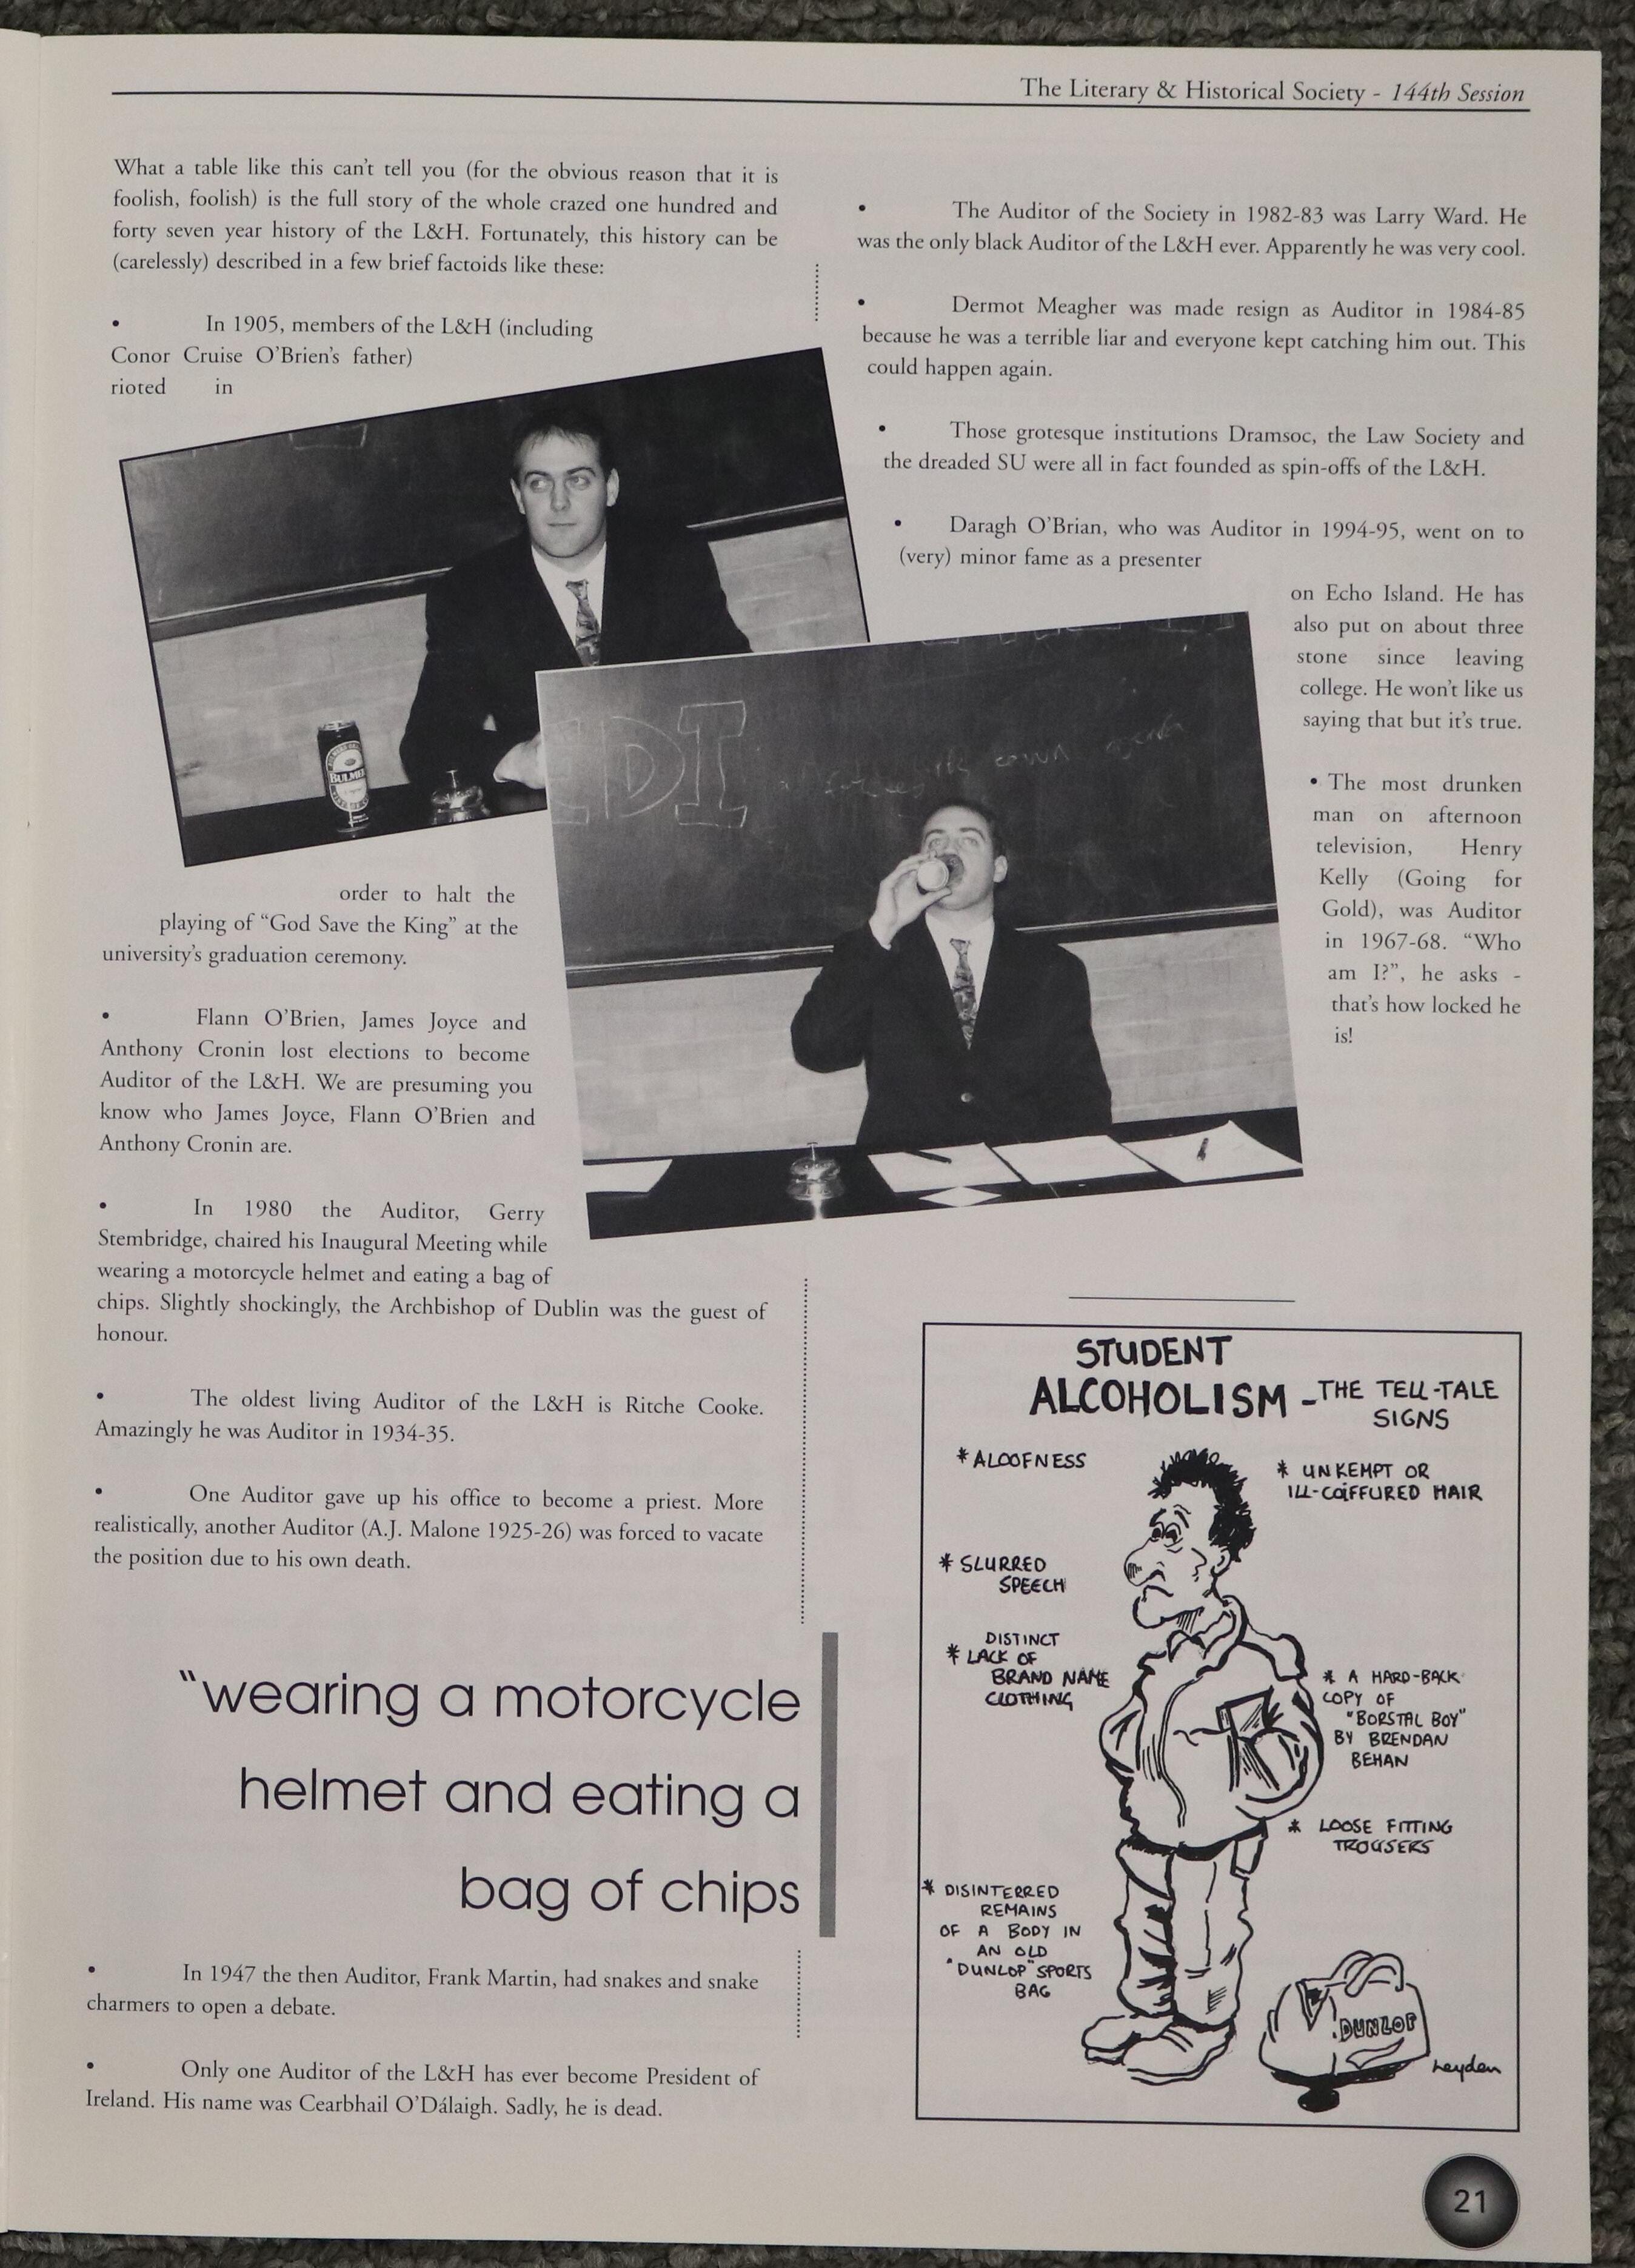 The Literary & Historical Society - 144th Session
What a table like this can't tell you (for the obvious reason that it is
foolish, foolish) is the full story of the whole crazed one hundred and
forty seven year history of the L&H. Fortunately, this history can be
(carelessly) described in a few brief factoids like these:
• In 1905, members of the L&H (including
Conor Cruise O'Brien's father)
rioted in
BULMER
order to halt the
playing of "God Save the King" at the
university's graduation ceremony.
• Flann O'Brien, James Joyce and
Anthony Cronin lost elections to become
Auditor of the L&H. We are presuming you
know who James Joyce, Flann O'Brien and
Anthony Cronin are.
• In 1980 the Auditor, Gerry
Stembridge, chaired his Inaugural Meeting while
wearing a motorcycle helmet and eating a bag of
chips. Slightly shockingly, the Archbishop of Dublin was the guest of
honour.
• The oldest living Auditor of the L&H is Ritche Cooke.
Amazingly he was Auditor in 1934-35.
• One Auditor gave up his office to become a priest. More
realistically, another Auditor (A.J. Malone 1925-26) was forced to vacate
the position due to his own death.
"wearing a motorcycle
helmet and eating a
bag of chips
• In 1947 the then Auditor, Frank Martin, had snakes and snake
charmers to open a debate.
• Only one Auditor of the L&H has ever become President of
Ireland. His name was Cearbhail O'Dálaigh. Sadly, he is dead.
• The Auditor of the Society in 1982-83 was Larry Ward. He
was the only black Auditor of the L&H ever. Apparently he was very cool.
• Dermot Meagher was made resign as Auditor in 1984-85
because he was a terrible liar and everyone kept catching him out. This
could happen again.
• Those grotesque institutions Dramsoc, the Law Society and
the dreaded SU were all in fact founded as spin-offs of the L&H.
• Daragh O'Brian, who was Auditor in 1994-95, went on to
(very) minor fame as a presenter
on Echo Island. He has
also put on about three
stone since leaving
college. He won't like us
saying that but it's true.
• The most drunken
man on afternoon
television, Henry
Kelly (Going for
Gold), was Auditor
in 1967-68. "Who
am I?", he asks -
that's how locked he
is!
DI
own agenda
STUDENT
ALCOHOLISM - THE TELL-TALE
SIGNS
* ALOOFNESS
* UNKEMPT OR
ILL-COIFFURED HAIR
* SLURRED
SPEECH
DISTINCT
* LACK OF
BRAND NAME
CLOTHING
* A HARD-BACK
COPY OF
"BORSTAL BOY"
BY BRENDAN
BEHAN
* LOOSE FITTING
TROUSERS
* DISINTERRED
REMAINS
OF A BODY IN
AN OLD
"DUNLOP" SPORTS
BAG
DUNLOP
Leyden
21